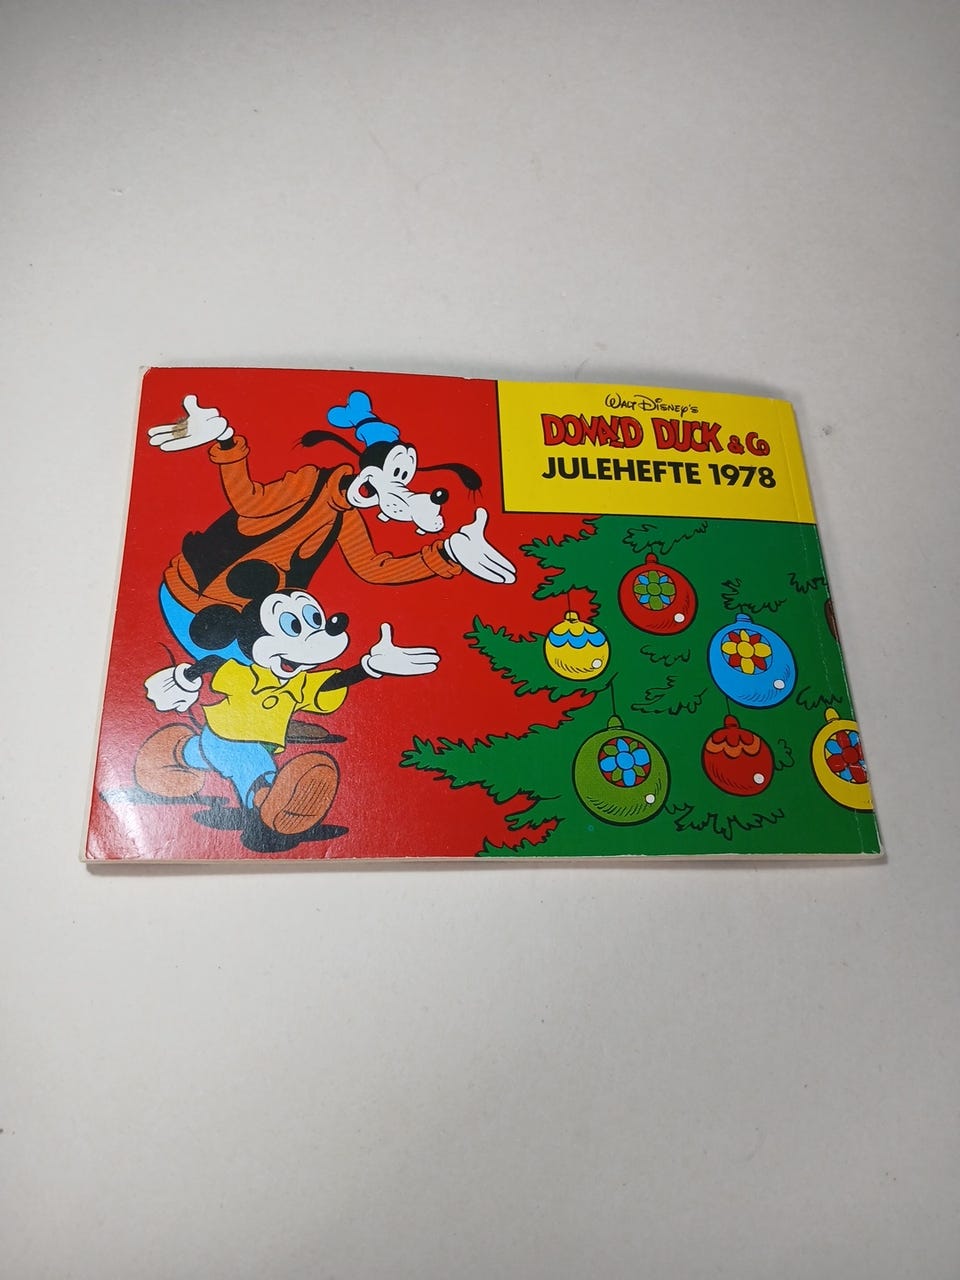 Walt Disney's
DONALD DUCK & Co
JULEHEFTE 1978